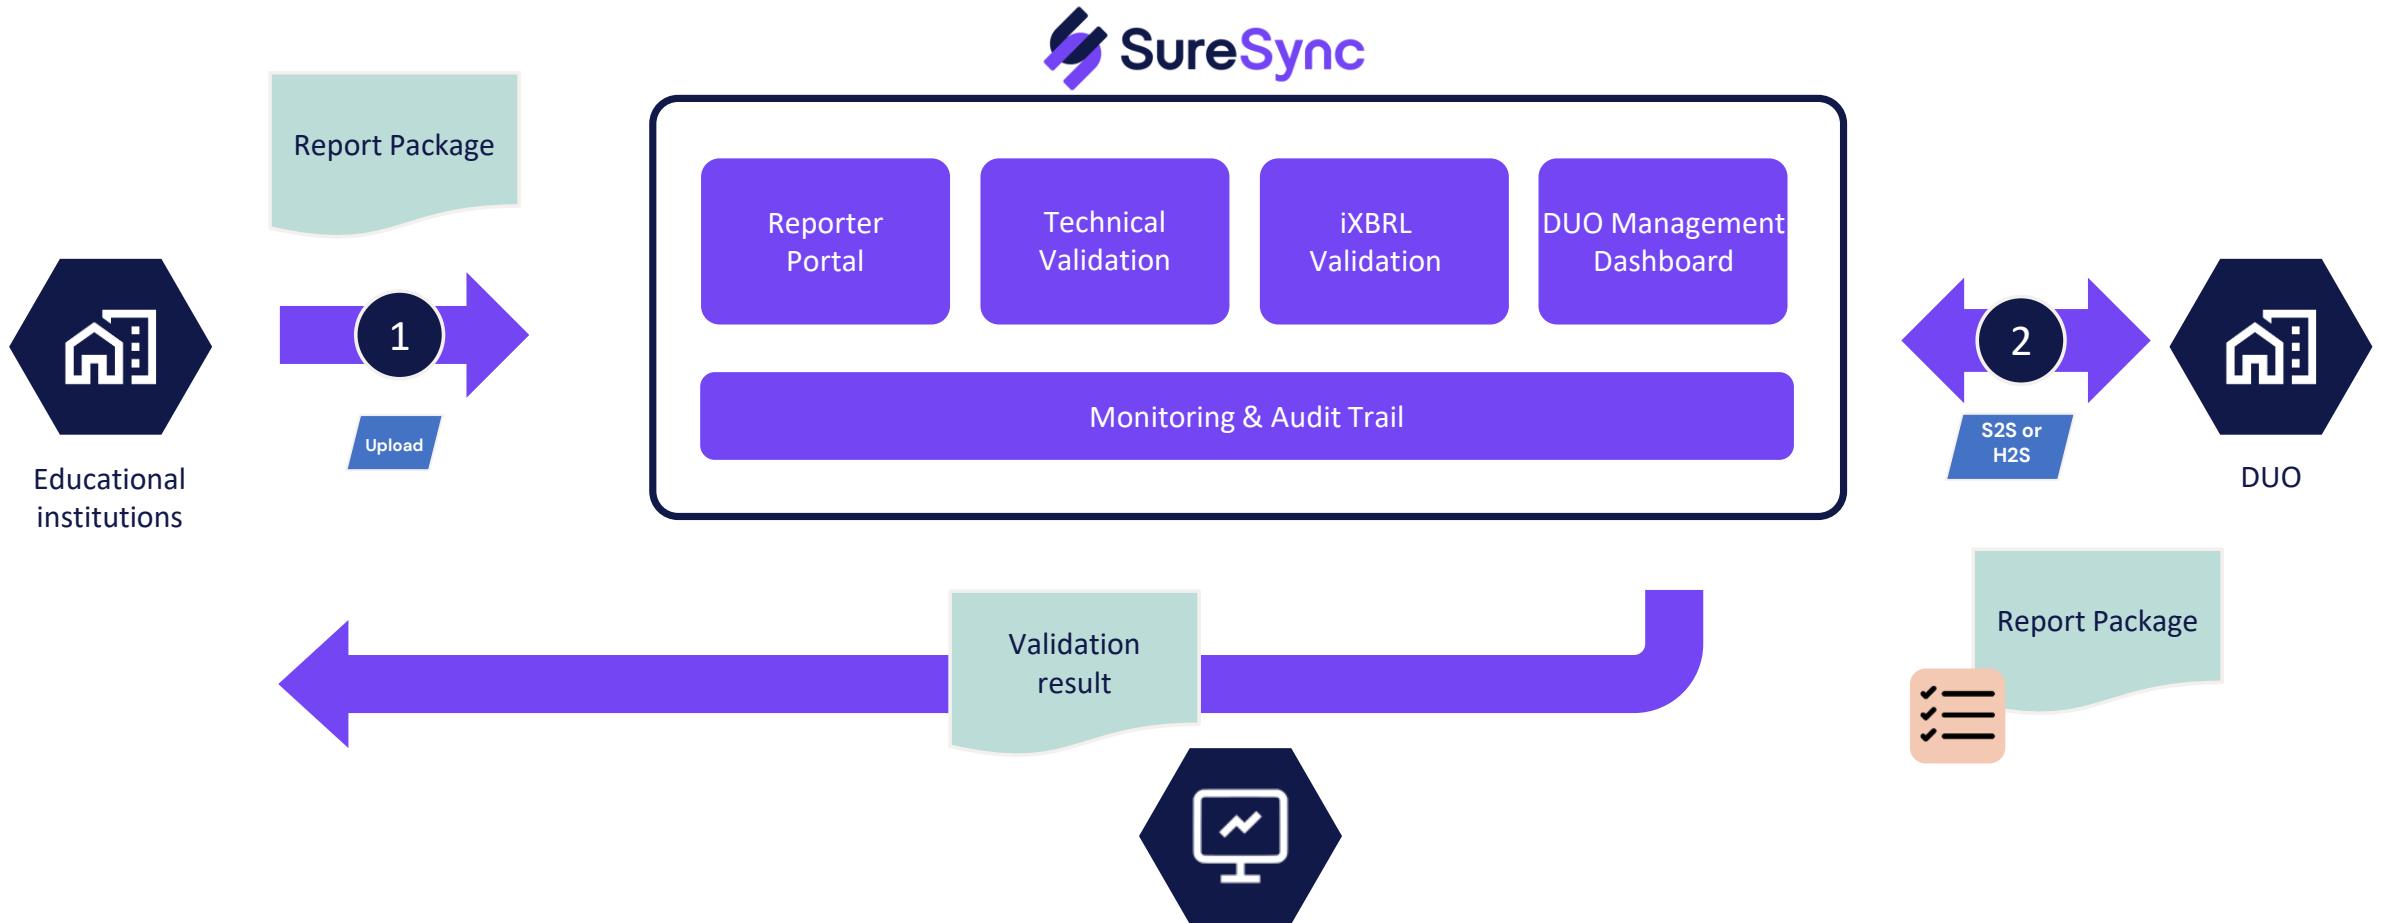 SureSync
Report Package
Reporter
Portal
Technical
Validation
iXBRL
Validation
DUO Management
Dashboard
1
2
Monitoring & Audit Trail
Upload
S2S or
H2S
Educational
institutions
DUO
Validation
result
Report Package